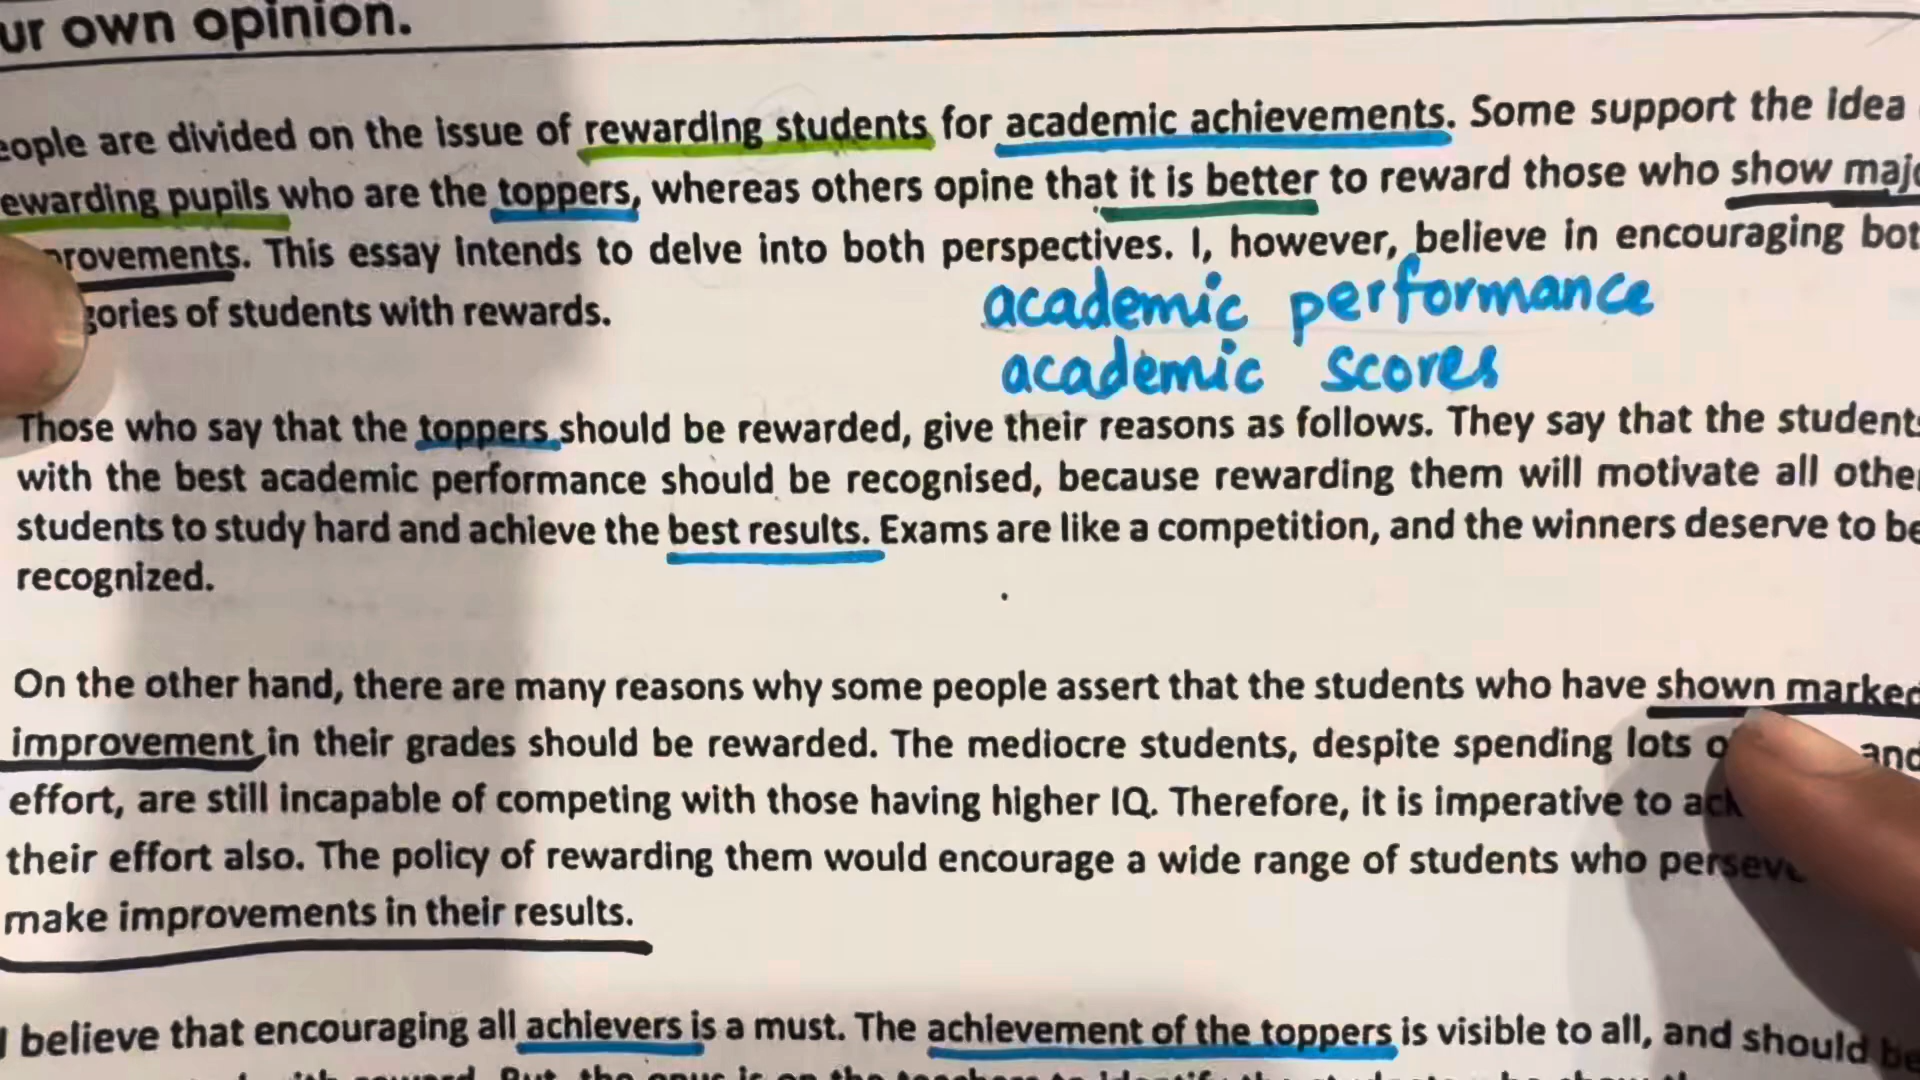 ur own opinion.
eople are divided on the issue of rewarding students for academic achievements. Some support the idea
ewarding pupils who are the toppers, whereas others opine that it is better to reward those who show majo
provements. This essay intends to delve into both perspectives. I, however, believe in encouraging bot
gories of students with rewards.
academic performance
academic scores
Those who say that the toppers should be rewarded, give their reasons as follows. They say that the students
with the best academic performance should be recognised, because rewarding them will motivate all other
students to study hard and achieve the best results. Exams are like a competition, and the winners deserve to be
recognized.
On the other hand, there are many reasons why some people assert that the students who have shown marked
improvement in their grades should be rewarded. The mediocre students, despite spending lots and
effort, are still incapable of competing with those having higher IQ. Therefore, it is imperative to
their effort also. The policy of rewarding them would encourage a wide range of students who perseve
make improvements in their results.
I believe that encouraging all achievers is a must. The achievement of the toppers is visible to all, and should be